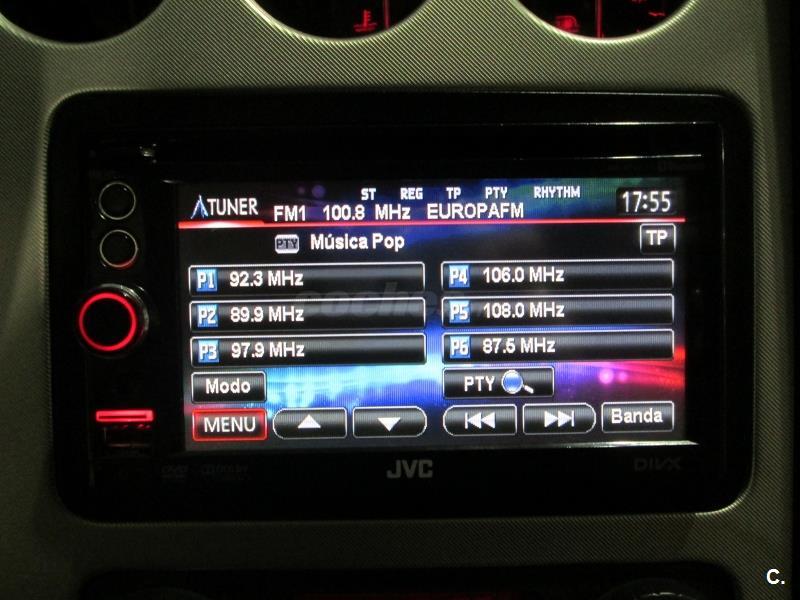 ST REG TP PTY RHYTHM
TUNER FM1 100.8 MHz EUROPAFM 17:55
PTY Música Pop TP
P1 92.3 MHz P4 106.0 MHz
P2 89.9 MHz P5 108.0 MHz
P3 97.9 MHz P6 87.5 MHz
Modo PTY
MENU Banda
JVC DIVX
C.